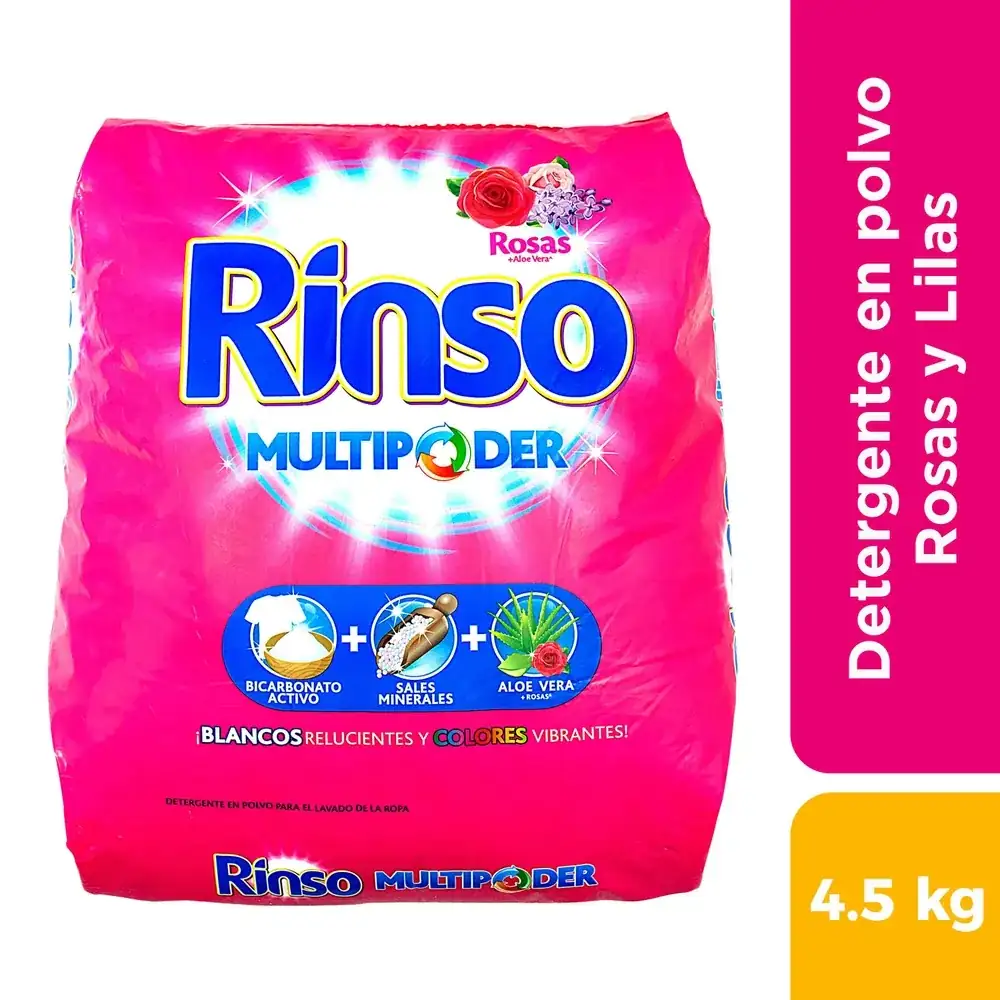 Rosas
+Aloe Vera^
Rinso
MULTIPODER
BICARBONATO
ACTIVO
+
SALES
MINERALES
+
ALOE VERA
+ROSAS^
¡BLANCOS RELUCIENTES Y COLORES VIBRANTES!
DETERGENTE EN POLVO PARA EL LAVADO DE LA ROPA
Rinso MULTIPODER
Detergente en polvo
Rosas y Lilas
4.5 kg